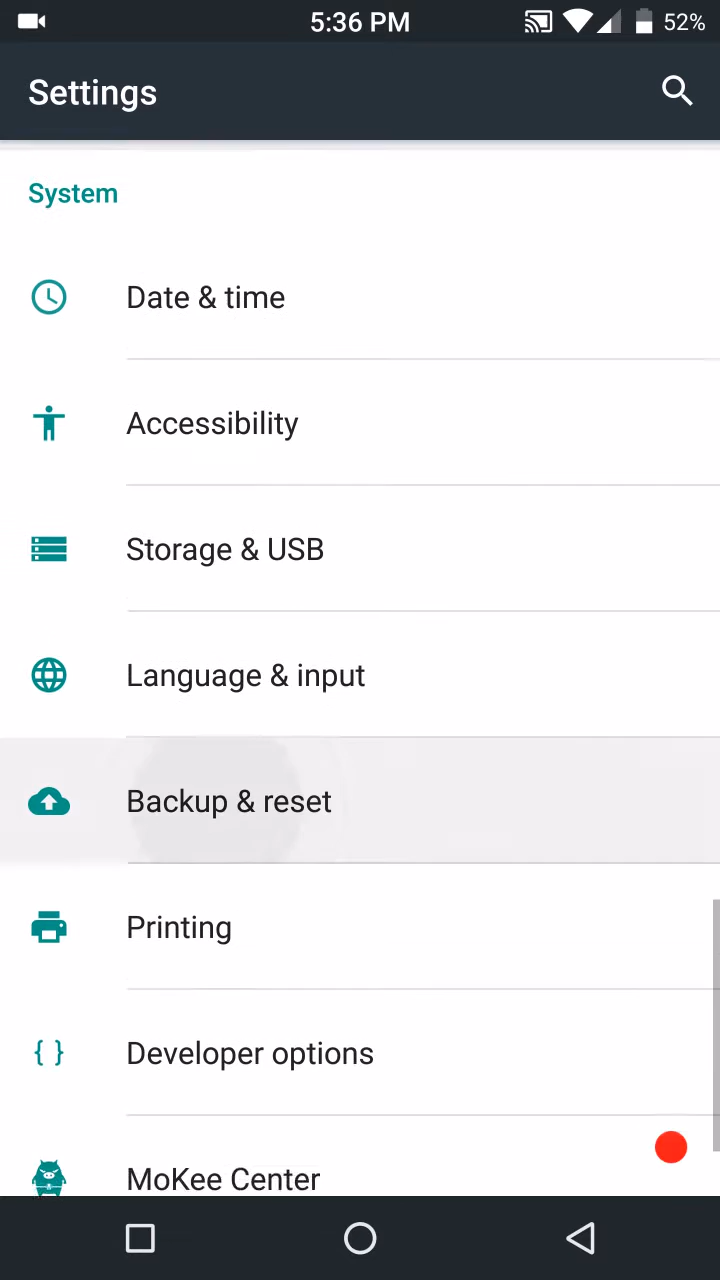 5:36 PM
52%
Settings
System
Date & time
Accessibility
Storage & USB
Language & input
Backup & reset
Printing
{ }
Developer options
MoKee Center